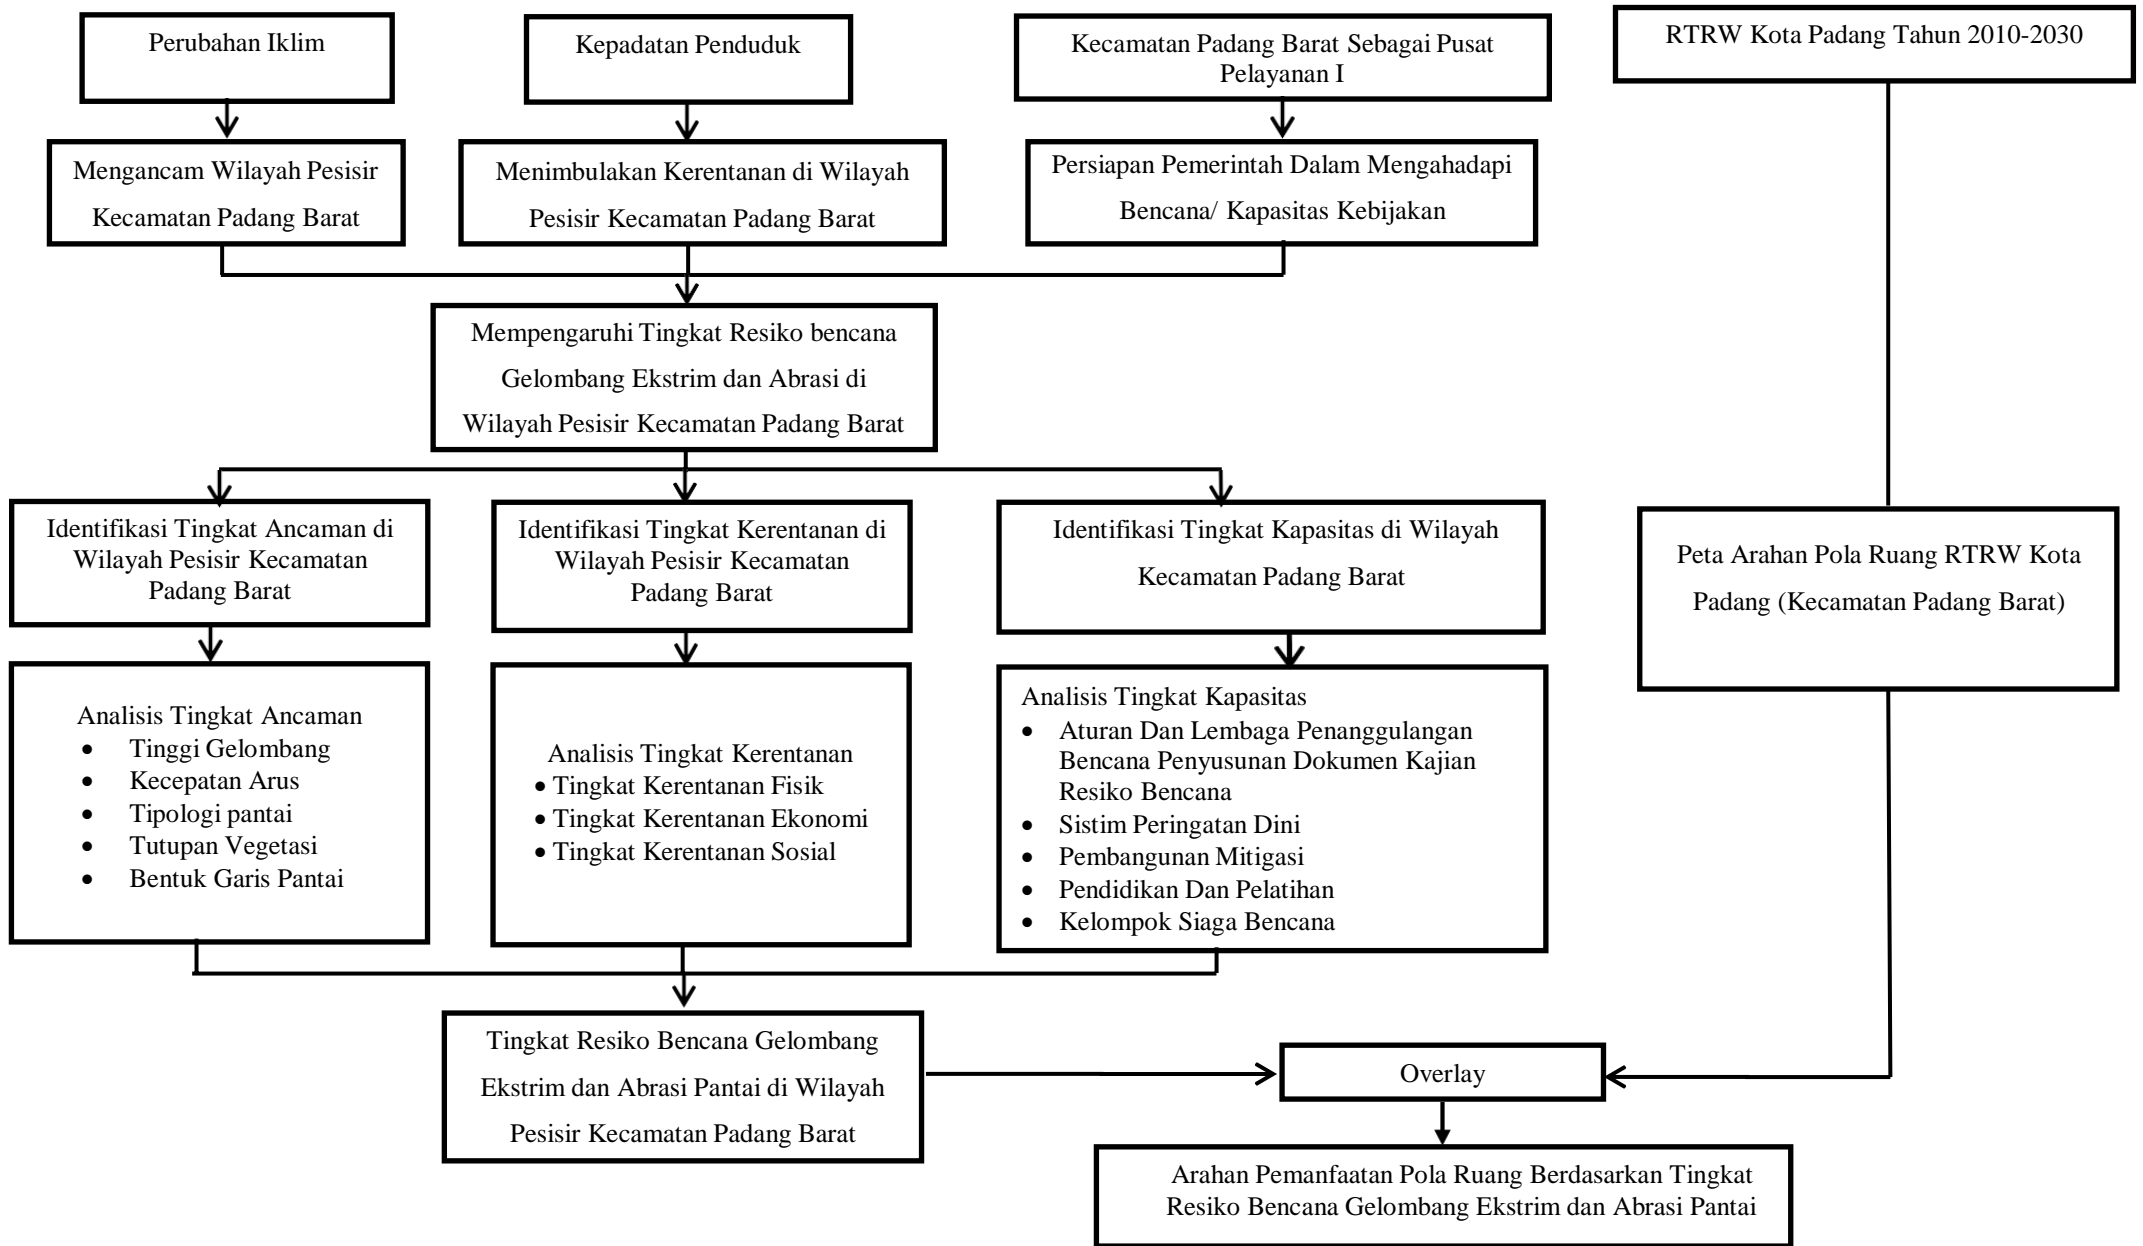 Perubahan Iklim
Kepadatan Penduduk
Kecamatan Padang Barat Sebagai Pusat
Pelayanan I
RTRW Kota Padang Tahun 2010-2030
Mengancam Wilayah Pesisir
Kecamatan Padang Barat
Menimbulakan Kerentanan di Wilayah
Pesisir Kecamatan Padang Barat
Persiapan Pemerintah Dalam Mengahadapi
Bencana/ Kapasitas Kebijakan
Mempengaruhi Tingkat Resiko bencana
Gelombang Ekstrim dan Abrasi di
Wilayah Pesisir Kecamatan Padang Barat
Identifikasi Tingkat Ancaman di
Wilayah Pesisir Kecamatan
Padang Barat
Identifikasi Tingkat Kerentanan di
Wilayah Pesisir Kecamatan
Padang Barat
Identifikasi Tingkat Kapasitas di Wilayah
Kecamatan Padang Barat
Peta Arahan Pola Ruang RTRW Kota
Padang (Kecamatan Padang Barat)
Analisis Tingkat Ancaman
• Tinggi Gelombang
• Kecepatan Arus
• Tipologi pantai
• Tutupan Vegetasi
• Bentuk Garis Pantai
Analisis Tingkat Kerentanan
• Tingkat Kerentanan Fisik
• Tingkat Kerentanan Ekonomi
• Tingkat Kerentanan Sosial
Analisis Tingkat Kapasitas
• Aturan Dan Lembaga Penanggulangan
Bencana Penyusunan Dokumen Kajian
Resiko Bencana
• Sistim Peringatan Dini
• Pembangunan Mitigasi
• Pendidikan Dan Pelatihan
• Kelompok Siaga Bencana
Tingkat Resiko Bencana Gelombang
Ekstrim dan Abrasi Pantai di Wilayah
Pesisir Kecamatan Padang Barat
Overlay
Arahan Pemanfaatan Pola Ruang Berdasarkan Tingkat
Resiko Bencana Gelombang Ekstrim dan Abrasi Pantai